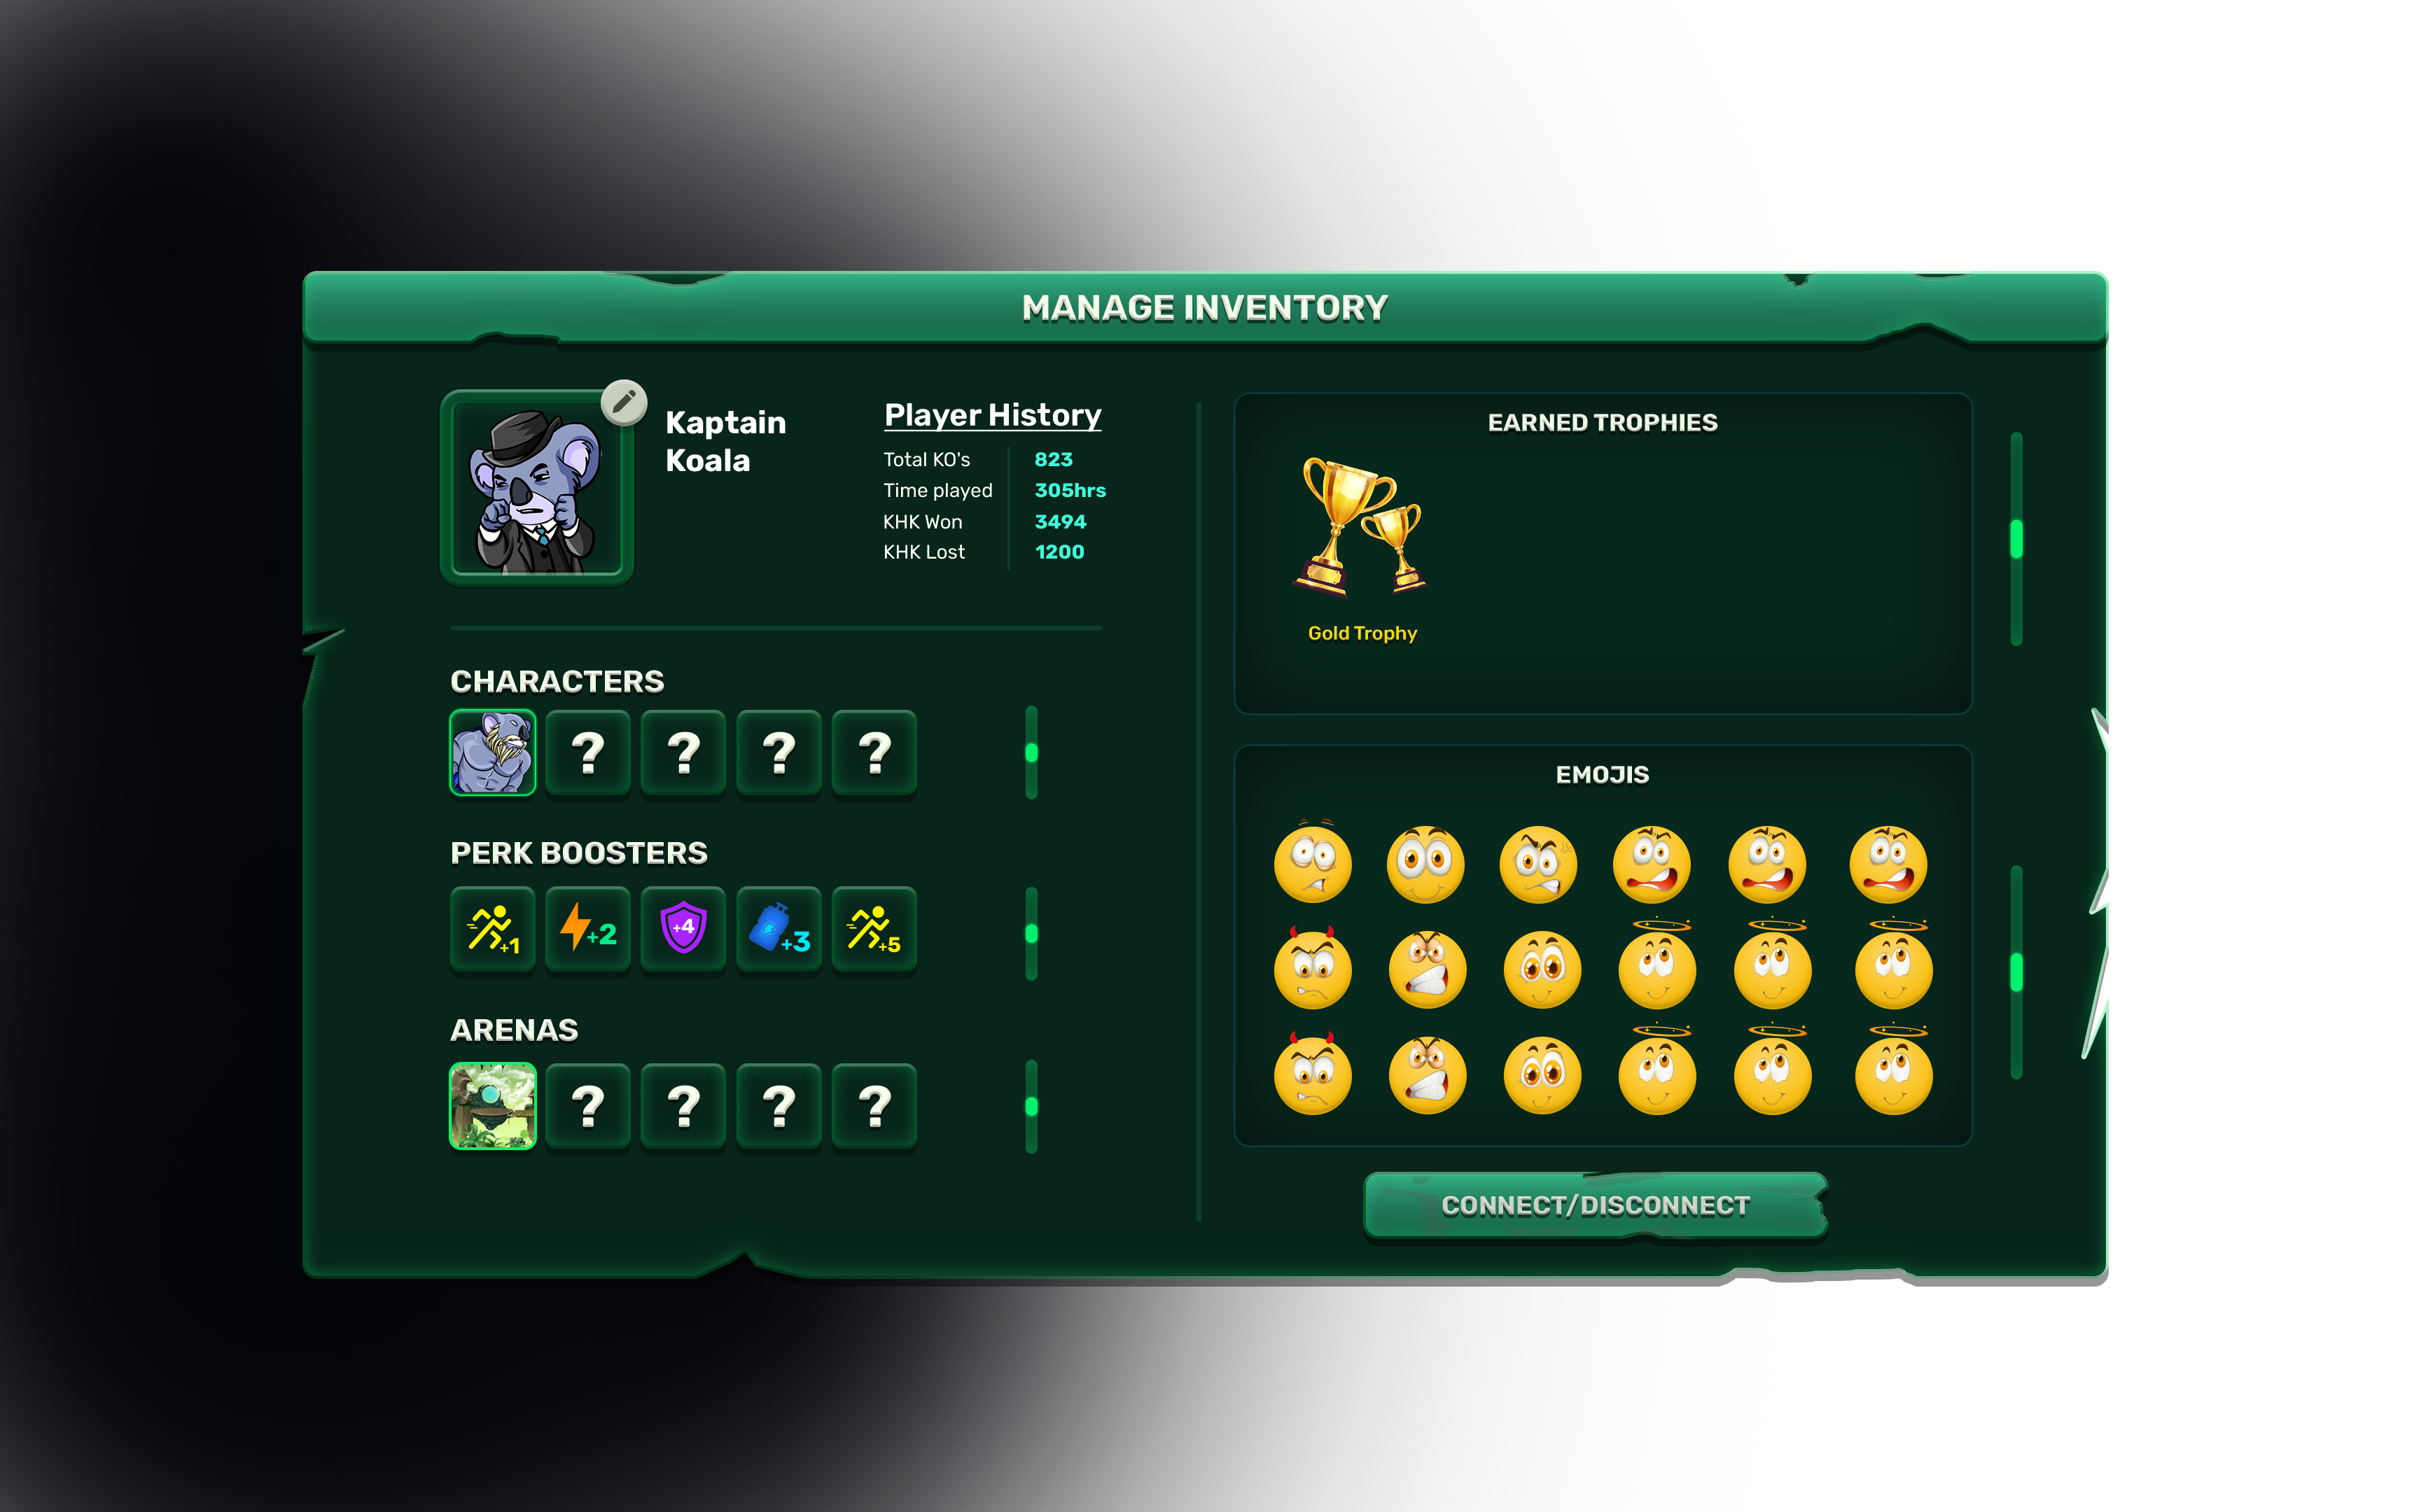 MANAGE INVENTORY
Kaptain
Koala
Player History
Total KO's 823
Time played 305hrs
KHK Won 3494
KHK Lost 1200
CHARACTERS
? ? ? ?
PERK BOOSTERS
+1 +2 +4 +3 +5
ARENAS
? ? ? ?
EARNED TROPHIES
Gold Trophy
EMOJIS
CONNECT/DISCONNECT